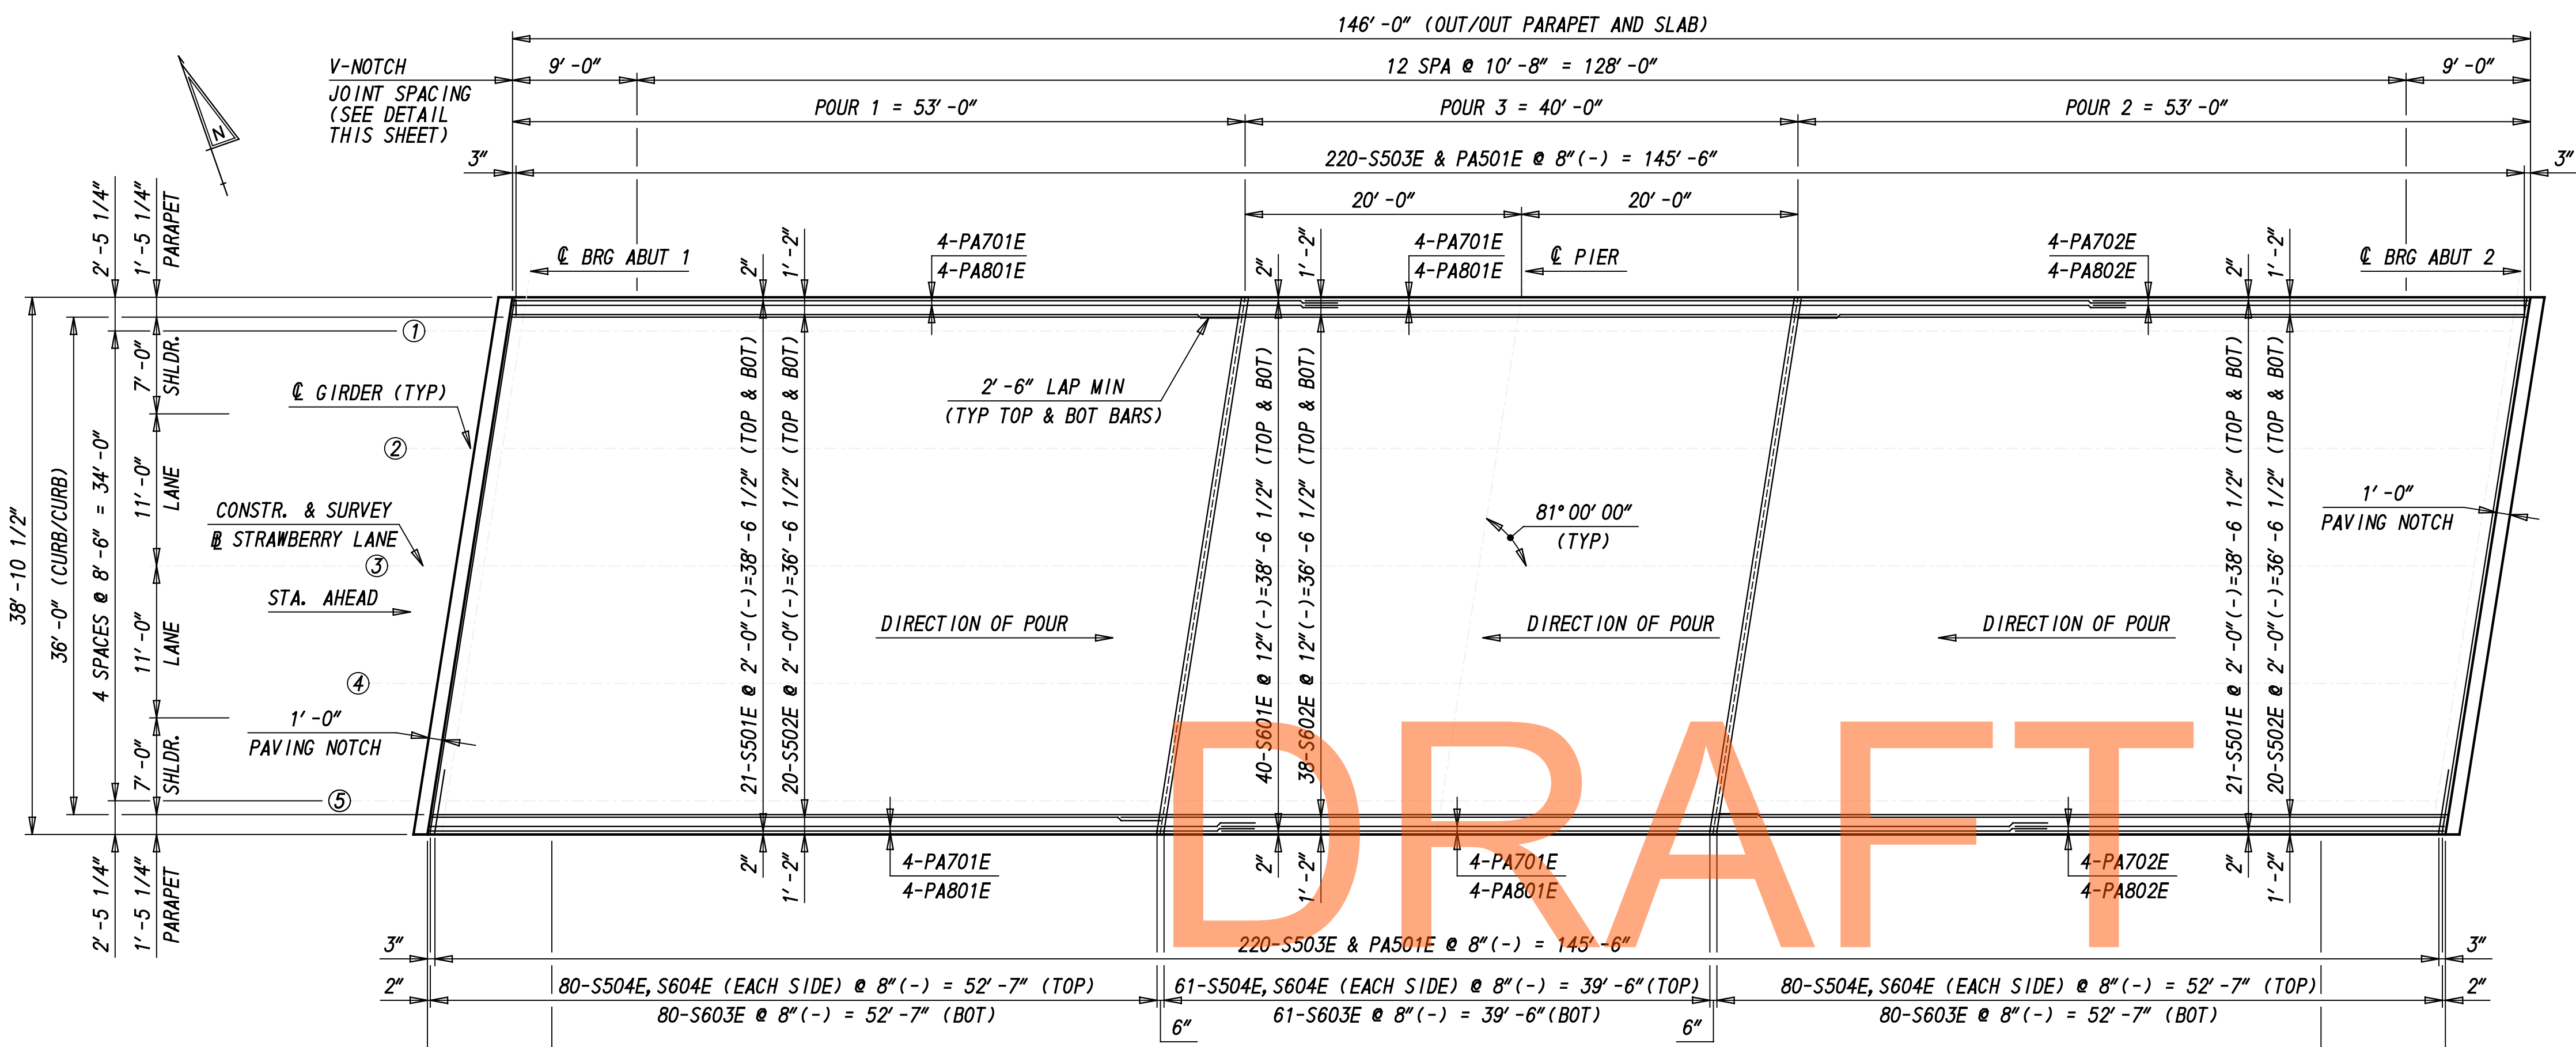 146'-0" (OUT/OUT PARAPET AND SLAB)
V-NOTCH
JOINT SPACING
(SEE DETAIL
THIS SHEET)
9'-0"
12 SPA @ 10'-8" = 128'-0"
9'-0"
N
POUR 1 = 53'-0"
POUR 3 = 40'-0"
POUR 2 = 53'-0"
3"
220-S503E & PA501E @ 8"(-) = 145'-6"
3"
20'-0"
20'-0"
2'-5 1/4"
1'-5 1/4"
PARAPET
℄ BRG ABUT 1
2"
1'-2"
4-PA701E
4-PA801E
2"
1'-2"
4-PA701E
4-PA801E
℄ PIER
4-PA702E
4-PA802E
2"
1'-2"
℄ BRG ABUT 2
1
2
3
4
5
℄ GIRDER (TYP)
CONSTR. & SURVEY
BL STRAWBERRY LANE
STA. AHEAD
1'-0"
PAVING NOTCH
38'-10 1/2"
36'-0" (CURB/CURB)
4 SPACES @ 8'-6" = 34'-0"
7'-0"
SHLDR.
11'-0"
LANE
11'-0"
LANE
7'-0"
SHLDR.
21-S501E @ 2'-0"(-)=38'-6 1/2" (TOP & BOT)
20-S502E @ 2'-0"(-)=36'-6 1/2" (TOP & BOT)
2'-6" LAP MIN
(TYP TOP & BOT BARS)
40-S601E @ 12"(-)=38'-6 1/2" (TOP & BOT)
38-S602E @ 12"(-)=36'-6 1/2" (TOP & BOT)
81°00'00"
(TYP)
21-S501E @ 2'-0"(-)=38'-6 1/2" (TOP & BOT)
20-S502E @ 2'-0"(-)=36'-6 1/2" (TOP & BOT)
1'-0"
PAVING NOTCH
DIRECTION OF POUR
DIRECTION OF POUR
DIRECTION OF POUR
DRAFT
2'-5 1/4"
1'-5 1/4"
PARAPET
2"
1'-2"
4-PA701E
4-PA801E
2"
1'-2"
4-PA701E
4-PA801E
4-PA702E
4-PA802E
2"
1'-2"
3"
220-S503E & PA501E @ 8"(-) = 145'-6"
3"
2"
80-S504E, S604E (EACH SIDE) @ 8"(-) = 52'-7" (TOP)
80-S603E @ 8"(-) = 52'-7" (BOT)
6"
61-S504E, S604E (EACH SIDE) @ 8"(-) = 39'-6"(TOP)
61-S603E @ 8"(-) = 39'-6"(BOT)
6"
80-S504E, S604E (EACH SIDE) @ 8"(-) = 52'-7" (TOP)
80-S603E @ 8"(-) = 52'-7" (BOT)
2"